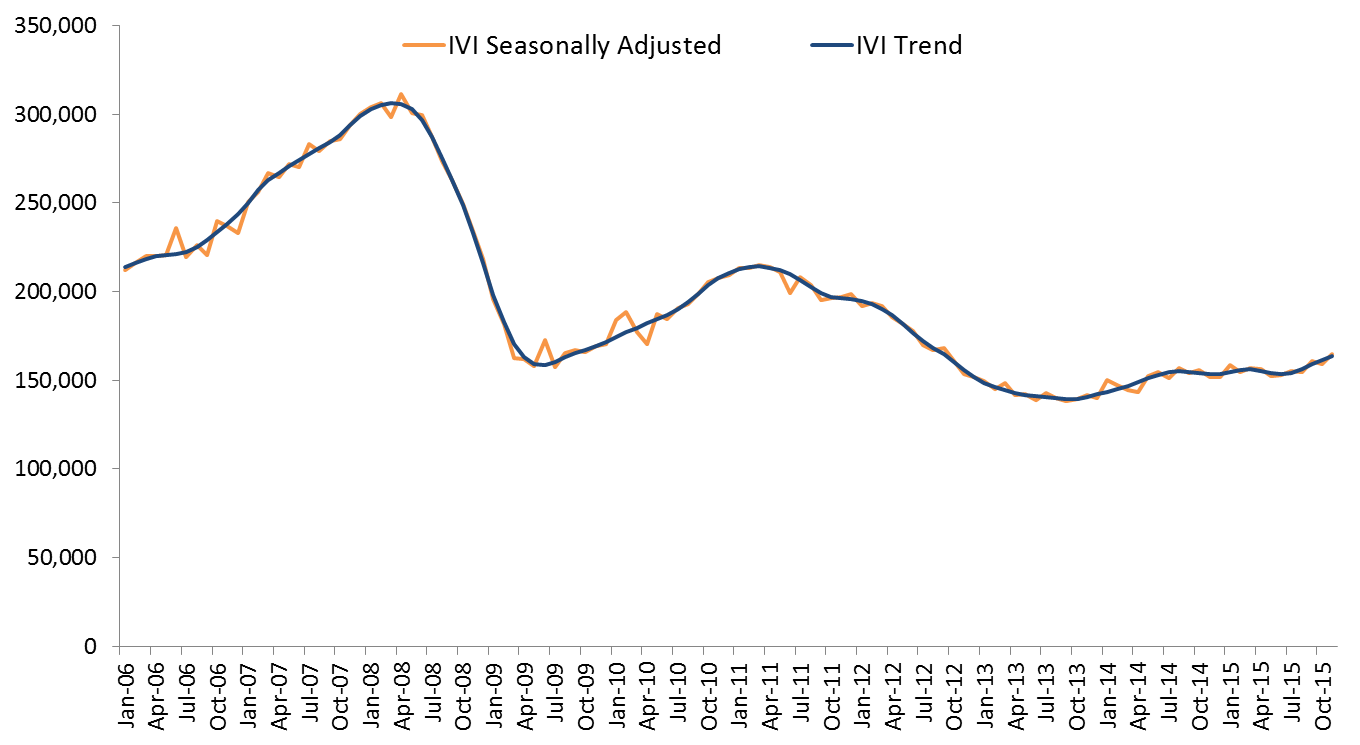 350,000
IVI Seasonally Adjusted
IVI Trend
300,000
250,000
200,000
150,000
100,000
50,000
0
Jan-06
Apr-06
Jul-06
Oct-06
Jan-07
Apr-07
Jul-07
Oct-07
Jan-08
Apr-08
Jul-08
Oct-08
Jan-09
Apr-09
Jul-09
Oct-09
Jan-10
Apr-10
Jul-10
Oct-10
Jan-11
Apr-11
Jul-11
Oct-11
Jan-12
Apr-12
Jul-12
Oct-12
Jan-13
Apr-13
Jul-13
Oct-13
Jan-14
Apr-14
Jul-14
Oct-14
Jan-15
Apr-15
Jul-15
Oct-15